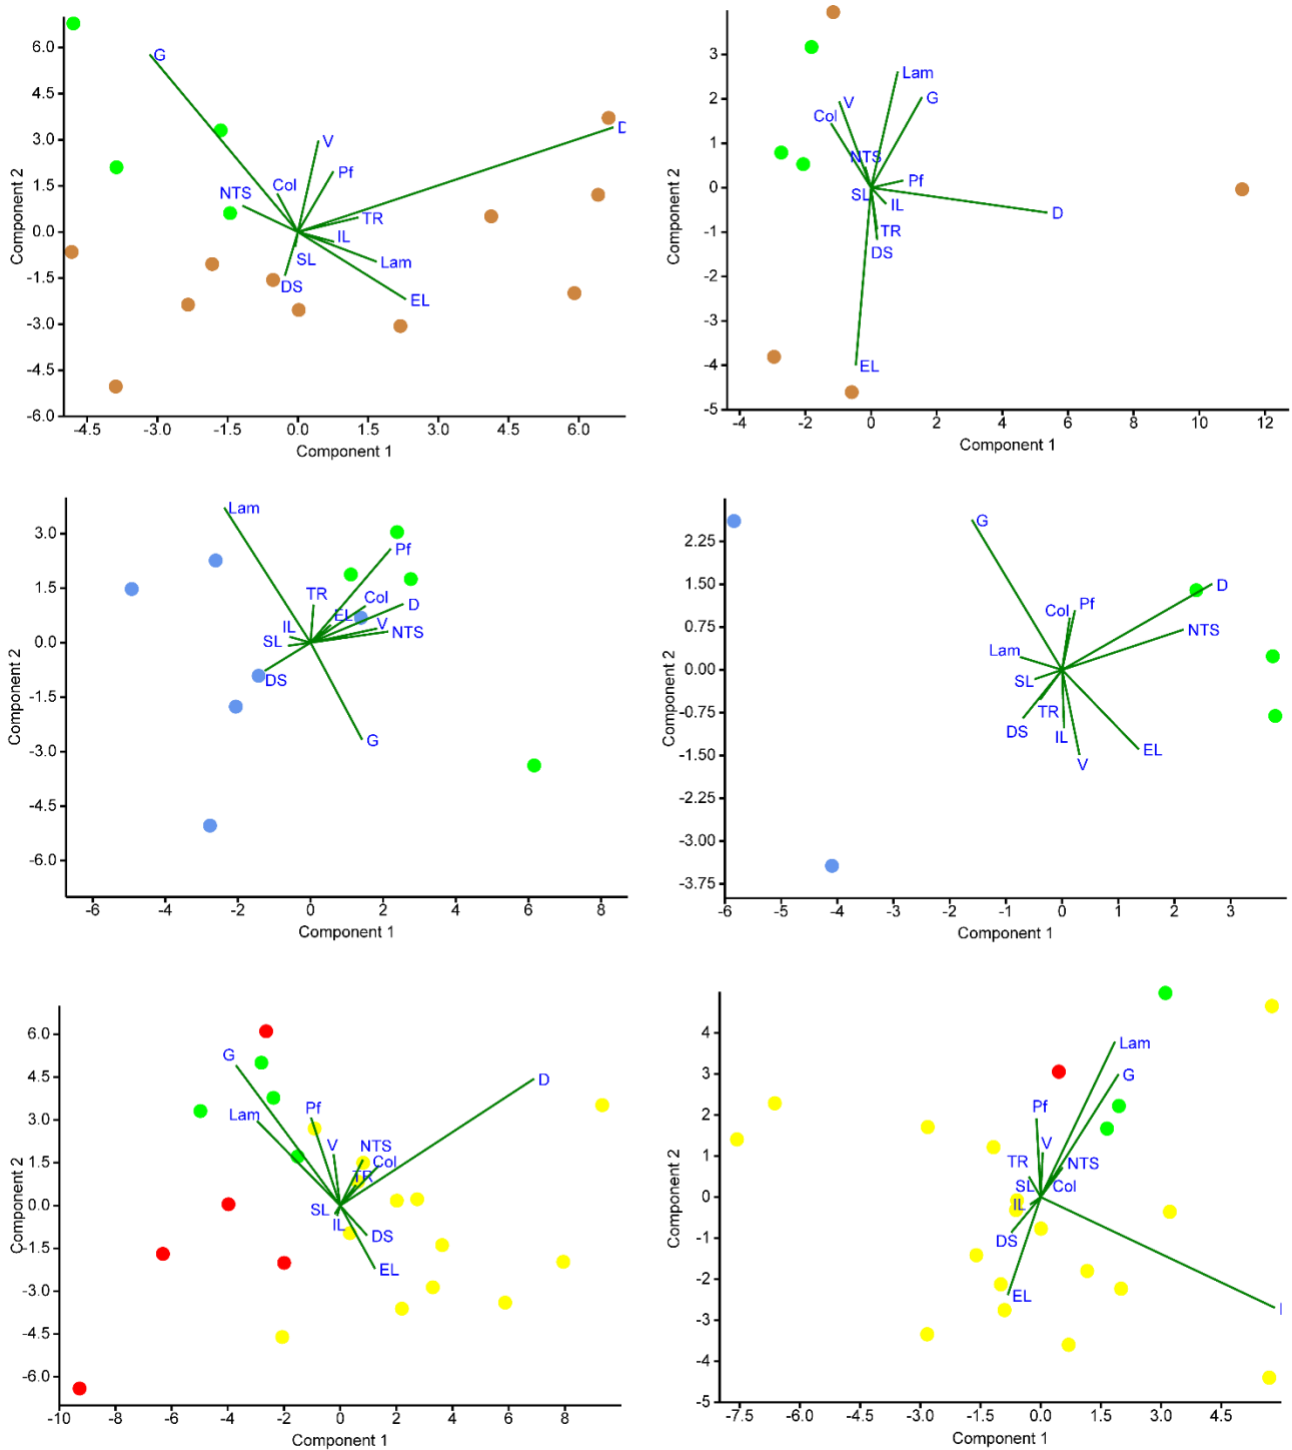 6.0
4.5
3.0
1.5
0.0
-1.5
-3.0
-4.5
-6.0
Component 2
G
V
Pf
Col
NTS
TR
IL
SL
Lam
DS
EL
D
-4.5 -3.0 -1.5 0.0 1.5 3.0 4.5 6.0
Component 1
3
2
1
0
-1
-2
-3
-4
-5
Component 2
Lam
G
V
Col
NTS
Pf
SL
IL
D
TR
DS
EL
-4 -2 0 2 4 6 8 10 12
Component 1
3.0
1.5
0.0
-1.5
-3.0
-4.5
-6.0
Component 2
Lam
Pf
TR
Col
D
EL
V
NTS
IL
SL
DS
G
-6 -4 -2 0 2 4 6 8
Component 1
2.25
1.50
0.75
0.00
-0.75
-1.50
-2.25
-3.00
-3.75
Component 2
G
D
Col
Pf
NTS
Lam
SL
TR
DS
IL
V
EL
-6 -5 -4 -3 -2 -1 0 1 2 3
Component 1
6.0
4.5
3.0
1.5
0.0
-1.5
-3.0
-4.5
-6.0
Component 2
G
D
Lam
Pf
V
NTS
Col
TR
SL
IL
DS
EL
-10 -8 -6 -4 -2 0 2 4 6 8
Component 1
4
3
2
1
0
-1
-2
-3
-4
-5
Component 2
Lam
G
Pf
V
TR
NTS
SL
Col
IL
DS
EL
-7.5 -6.0 -4.5 -3.0 -1.5 0.0 1.5 3.0 4.5
Component 1